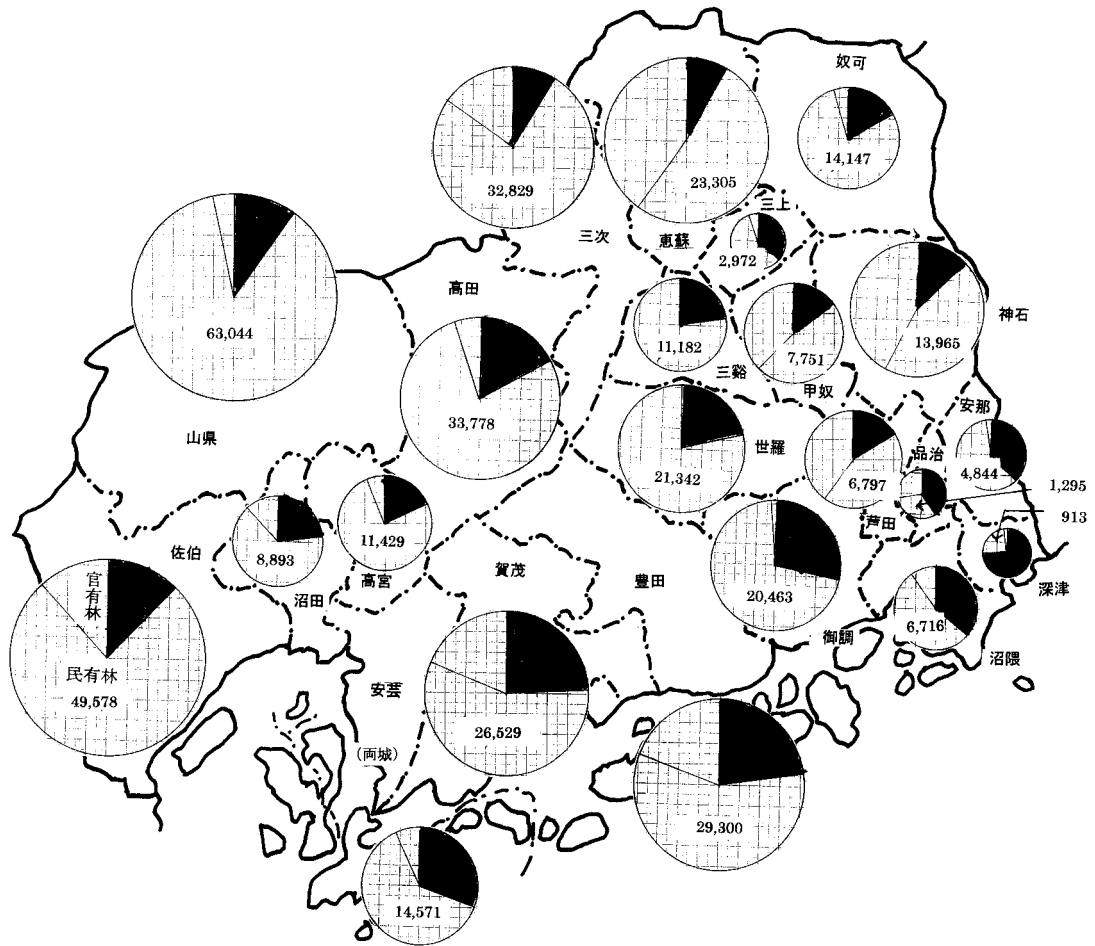 奴可
14,147
32,829
23,305
三上
三次
恵蘇
2,972
高田
神石
63,044
11,182
7,751
13,965
三谿
甲奴
33,778
安那
山県
世羅
品治
21,342
6,797
4,844
1,295
913
芦田
佐伯
8,893
11,429
賀茂
豊田
高宮
沼田
20,463
深津
官有林
6,716
御調
沼隈
民有林
49,578
安芸
26,529
(両城)
29,300
14,571